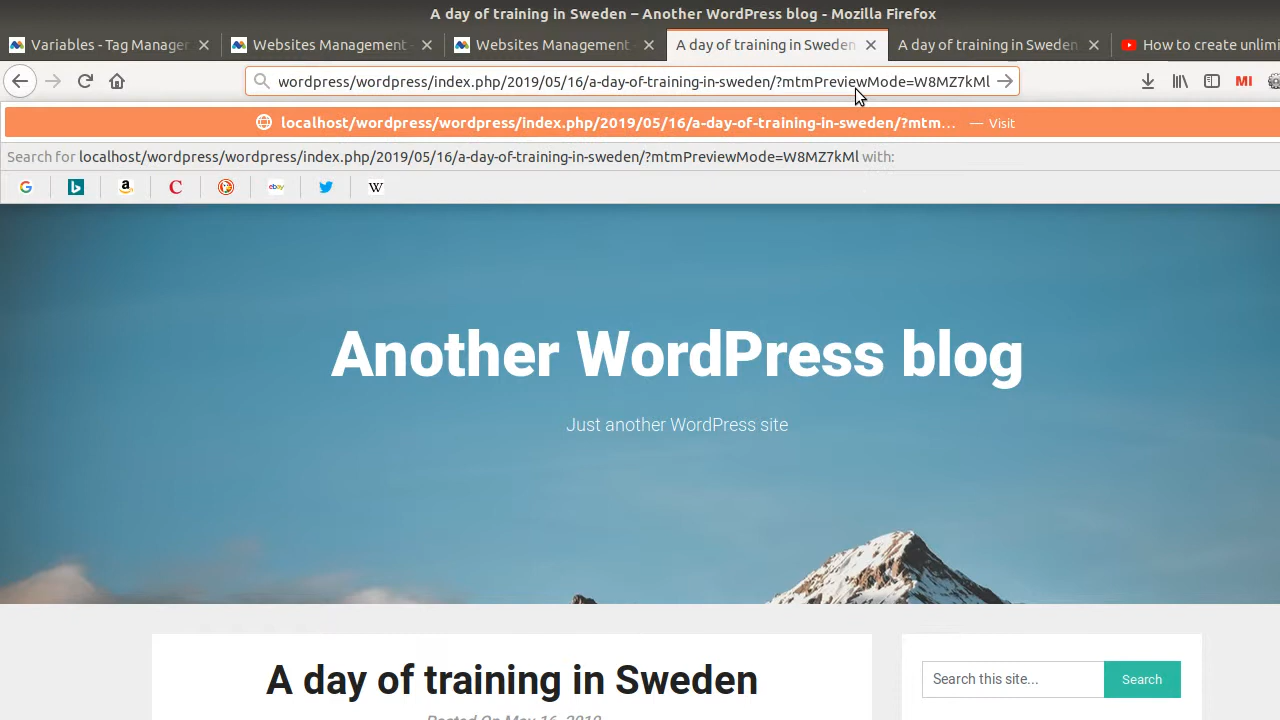 A day of training in Sweden – Another WordPress blog - Mozilla Firefox
Variables - Tag Manager
Websites Management -
Websites Management -
A day of training in Sweden
A day of training in Sweden
How to create unlimi
wordpress/wordpress/index.php/2019/05/16/a-day-of-training-in-sweden/?mtmPreviewMode=W8MZ7kMl
MI
localhost/wordpress/wordpress/index.php/2019/05/16/a-day-of-training-in-sweden/?mtm… — Visit
Search for localhost/wordpress/wordpress/index.php/2019/05/16/a-day-of-training-in-sweden/?mtmPreviewMode=W8MZ7kMl with:
Another WordPress blog
Just another WordPress site
A day of training in Sweden
Search this site...
Search
Posted On May 16, 2019